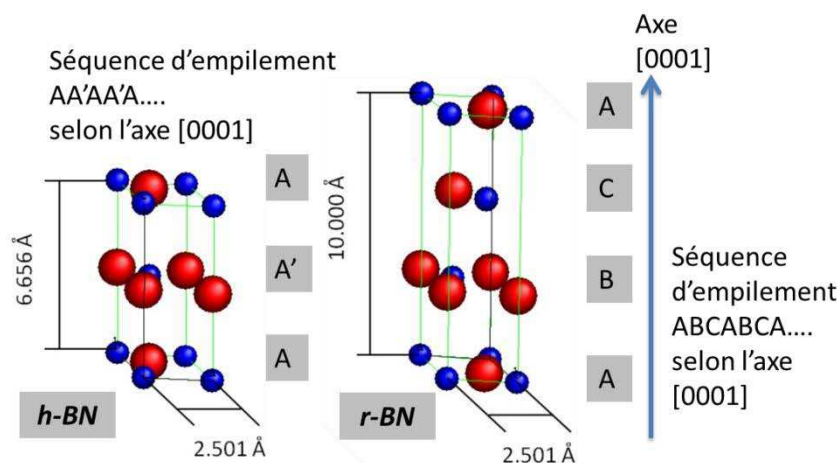 Séquence d'empilement
AA'AA'A....
selon l'axe [0001]
A
A'
A
6.656 Å
h-BN
2.501 Å
10.000 Å
r-BN
2.501 Å
A
C
B
A
Axe
[0001]
Séquence
d'empilement
ABCABCA....
selon l'axe
[0001]